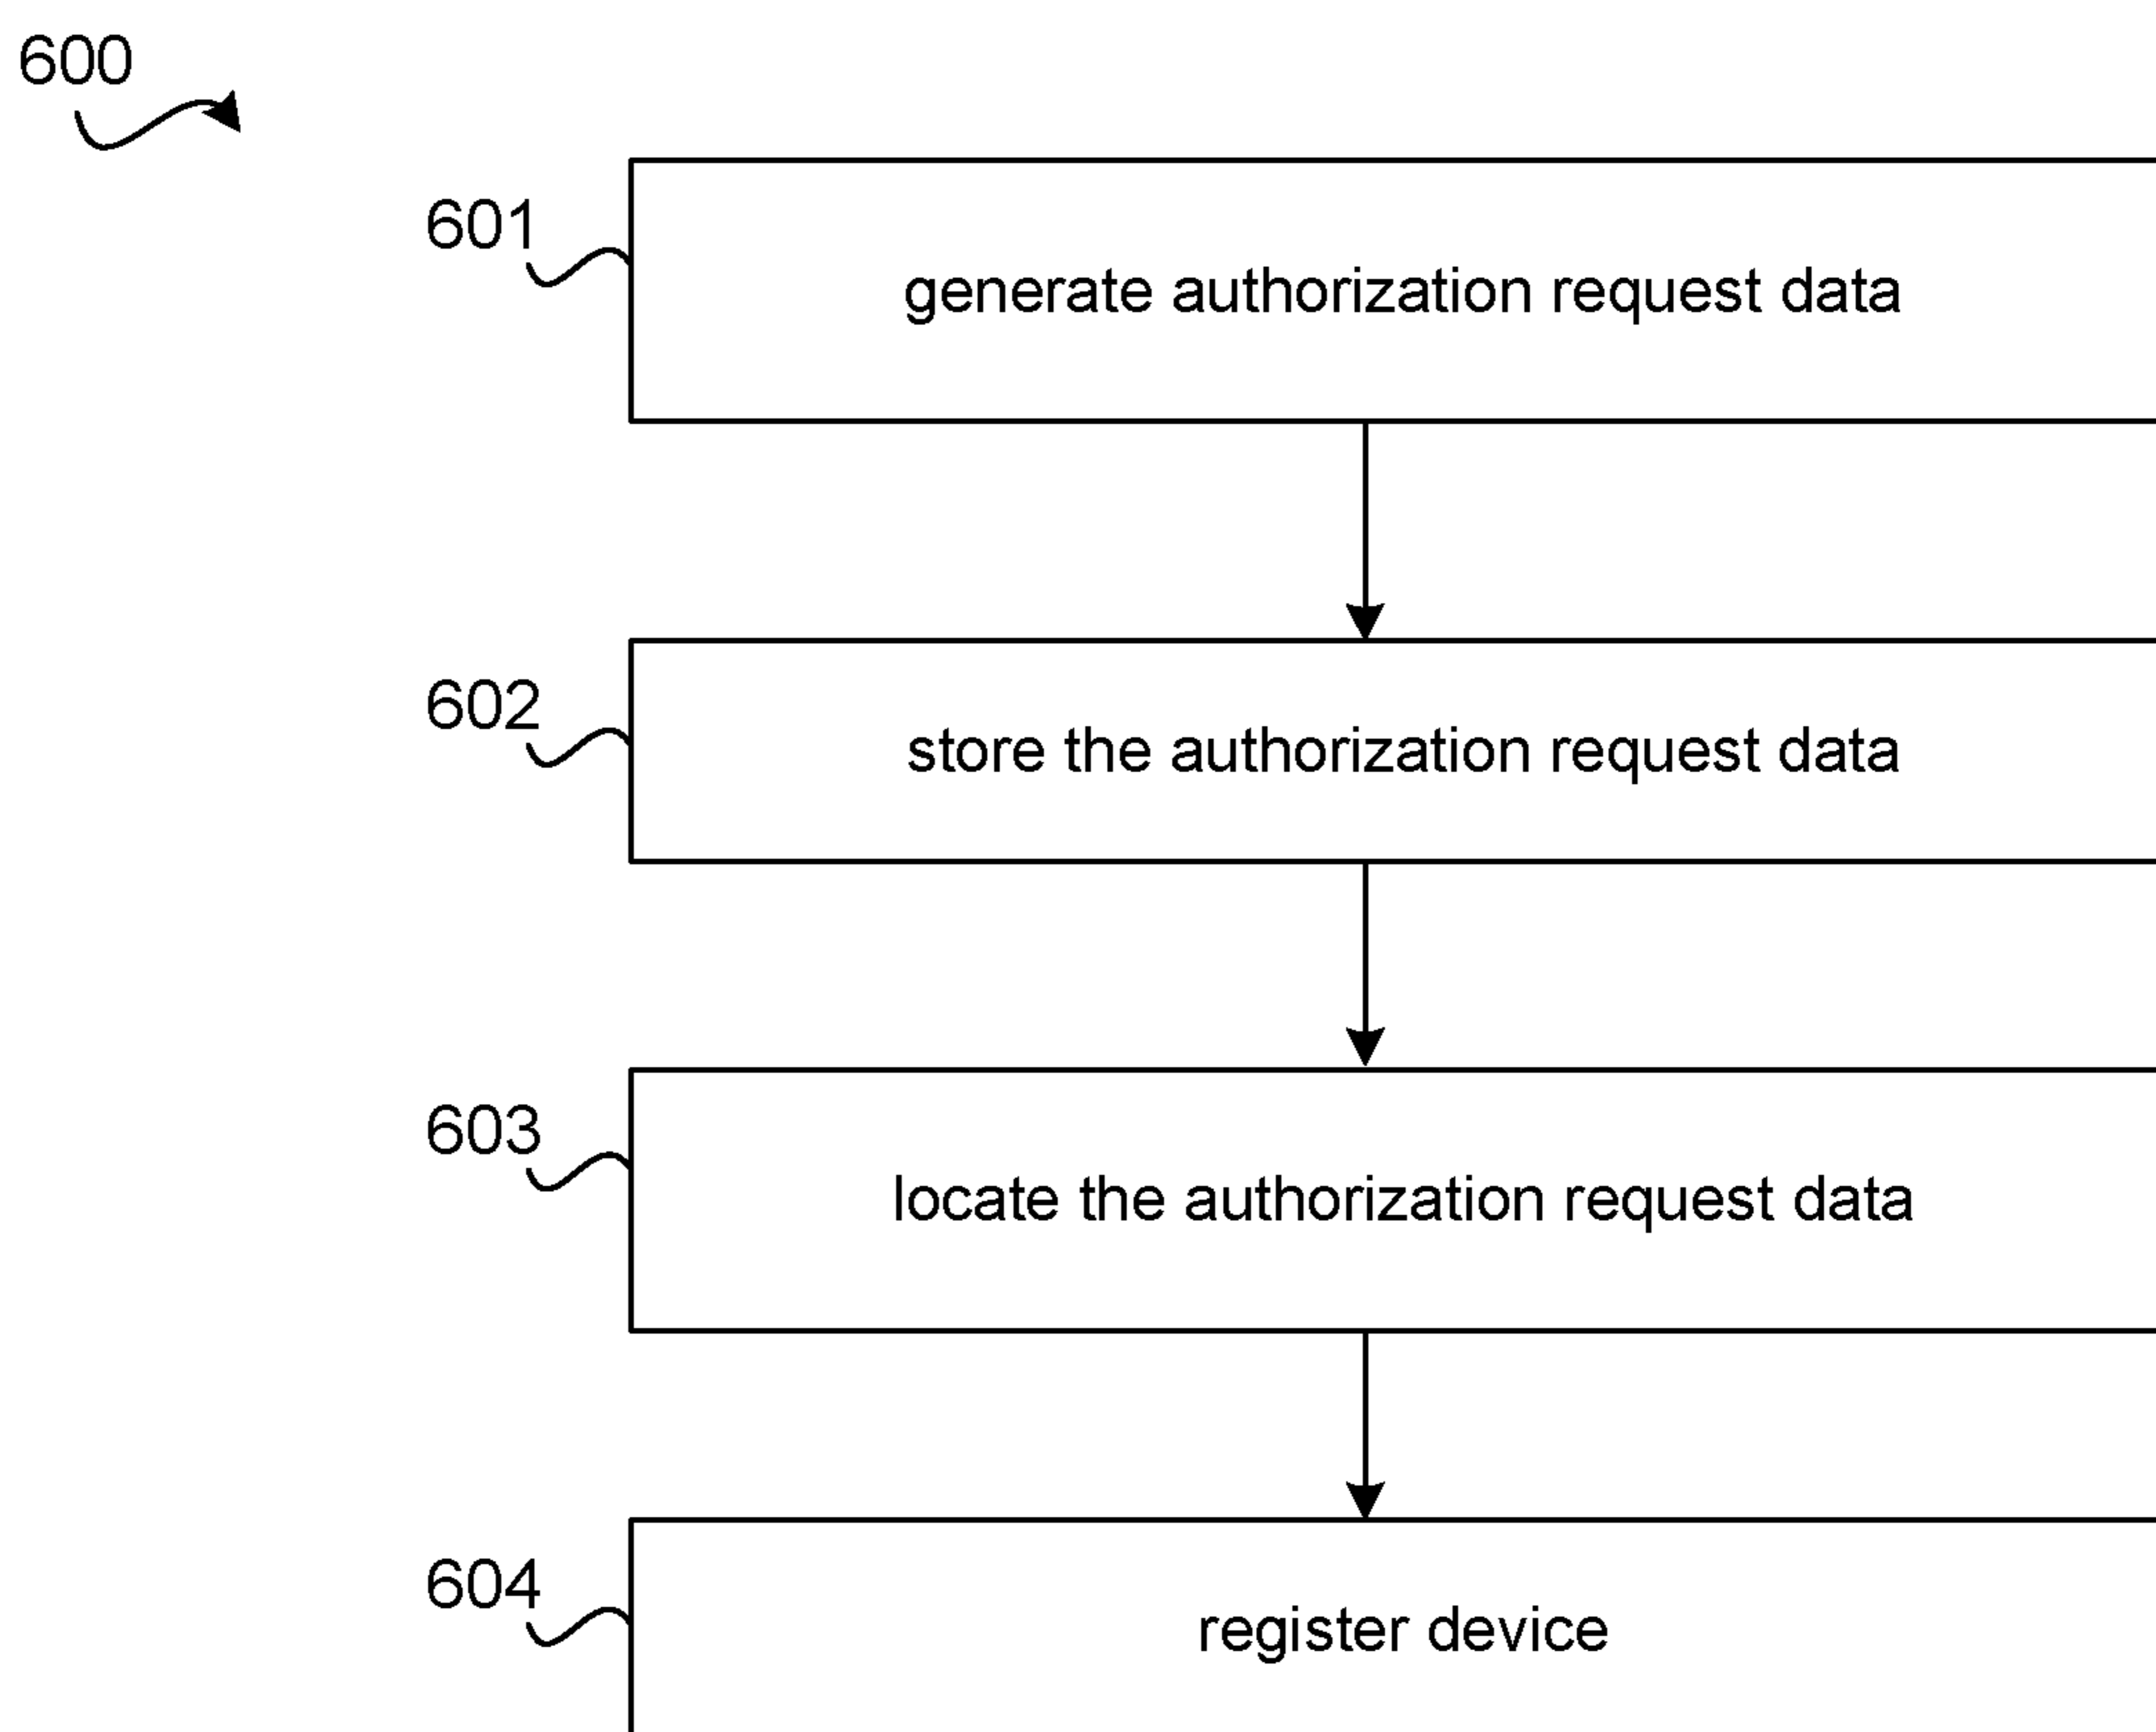 600
601
generate authorization request data
602
store the authorization request data
603
locate the authorization request data
604
register device